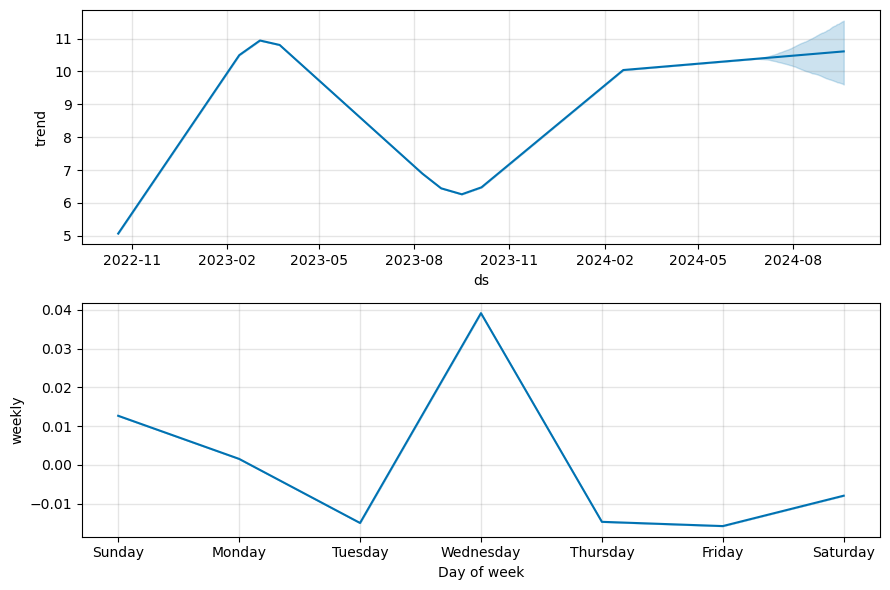 11
10
9
8
7
6
5
trend
2022-11 2023-02 2023-05 2023-08 2023-11 2024-02 2024-05 2024-08
ds
0.04
0.03
0.02
0.01
0.00
−0.01
weekly
Sunday Monday Tuesday Wednesday Thursday Friday Saturday
Day of week